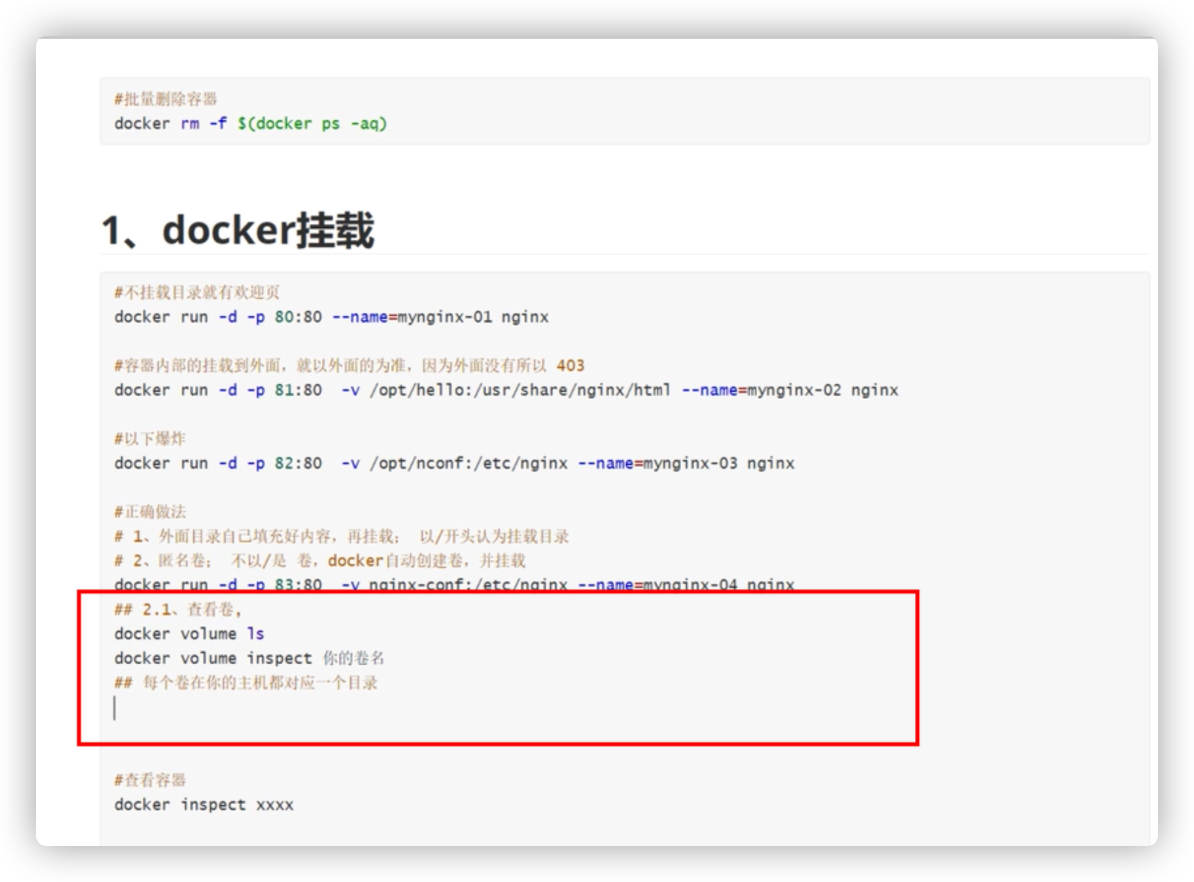 #批量删除容器
docker rm -f $(docker ps -aq)
1、docker挂载
#不挂载目录就有欢迎页
docker run -d -p 80:80 --name=mynginx-01 nginx
#容器内部的挂载到外面，就以外面的为准，因为外面没有所以 403
docker run -d -p 81:80  -v /opt/hello:/usr/share/nginx/html --name=mynginx-02 nginx
#以下爆炸
docker run -d -p 82:80  -v /opt/nconf:/etc/nginx --name=mynginx-03 nginx
#正确做法
# 1、外面目录自己填充好内容，再挂载； 以/开头认为挂载目录
# 2、匿名卷； 不以/是 卷，docker自动创建卷，并挂载
docker run -d -p 83:80  -v nginx-conf:/etc/nginx --name=mynginx-04 nginx
## 2.1、查看卷,
docker volume ls
docker volume inspect 你的卷名
## 每个卷在你的主机都对应一个目录
#查看容器
docker inspect xxxx